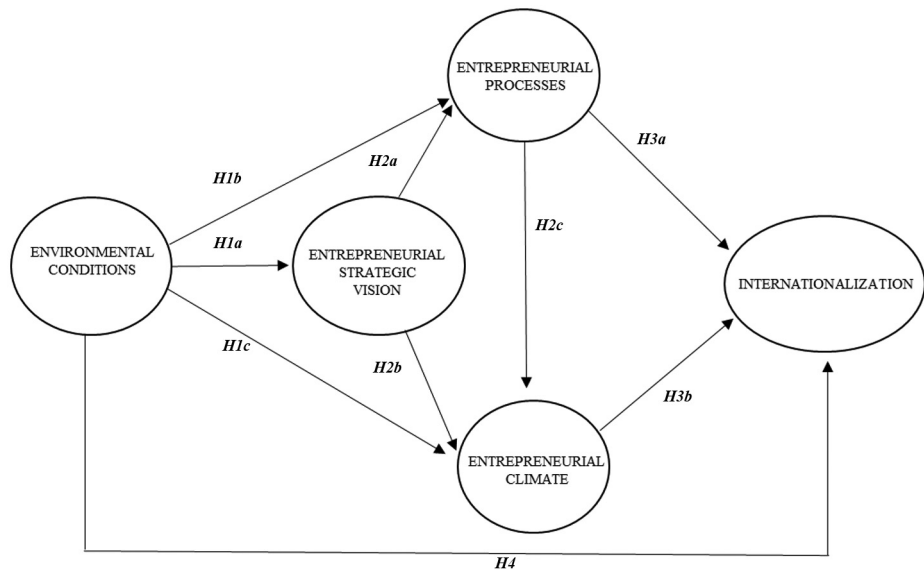 ENTREPRENEURIAL
PROCESSES
H3a
H2a
H1b
H2c
H1a
ENVIRONMENTAL
CONDITIONS
ENTREPRENEURIAL
STRATEGIC
VISION
INTERNATIONALIZATION
H1c
H2b
H3b
ENTREPRENEURIAL
CLIMATE
H4